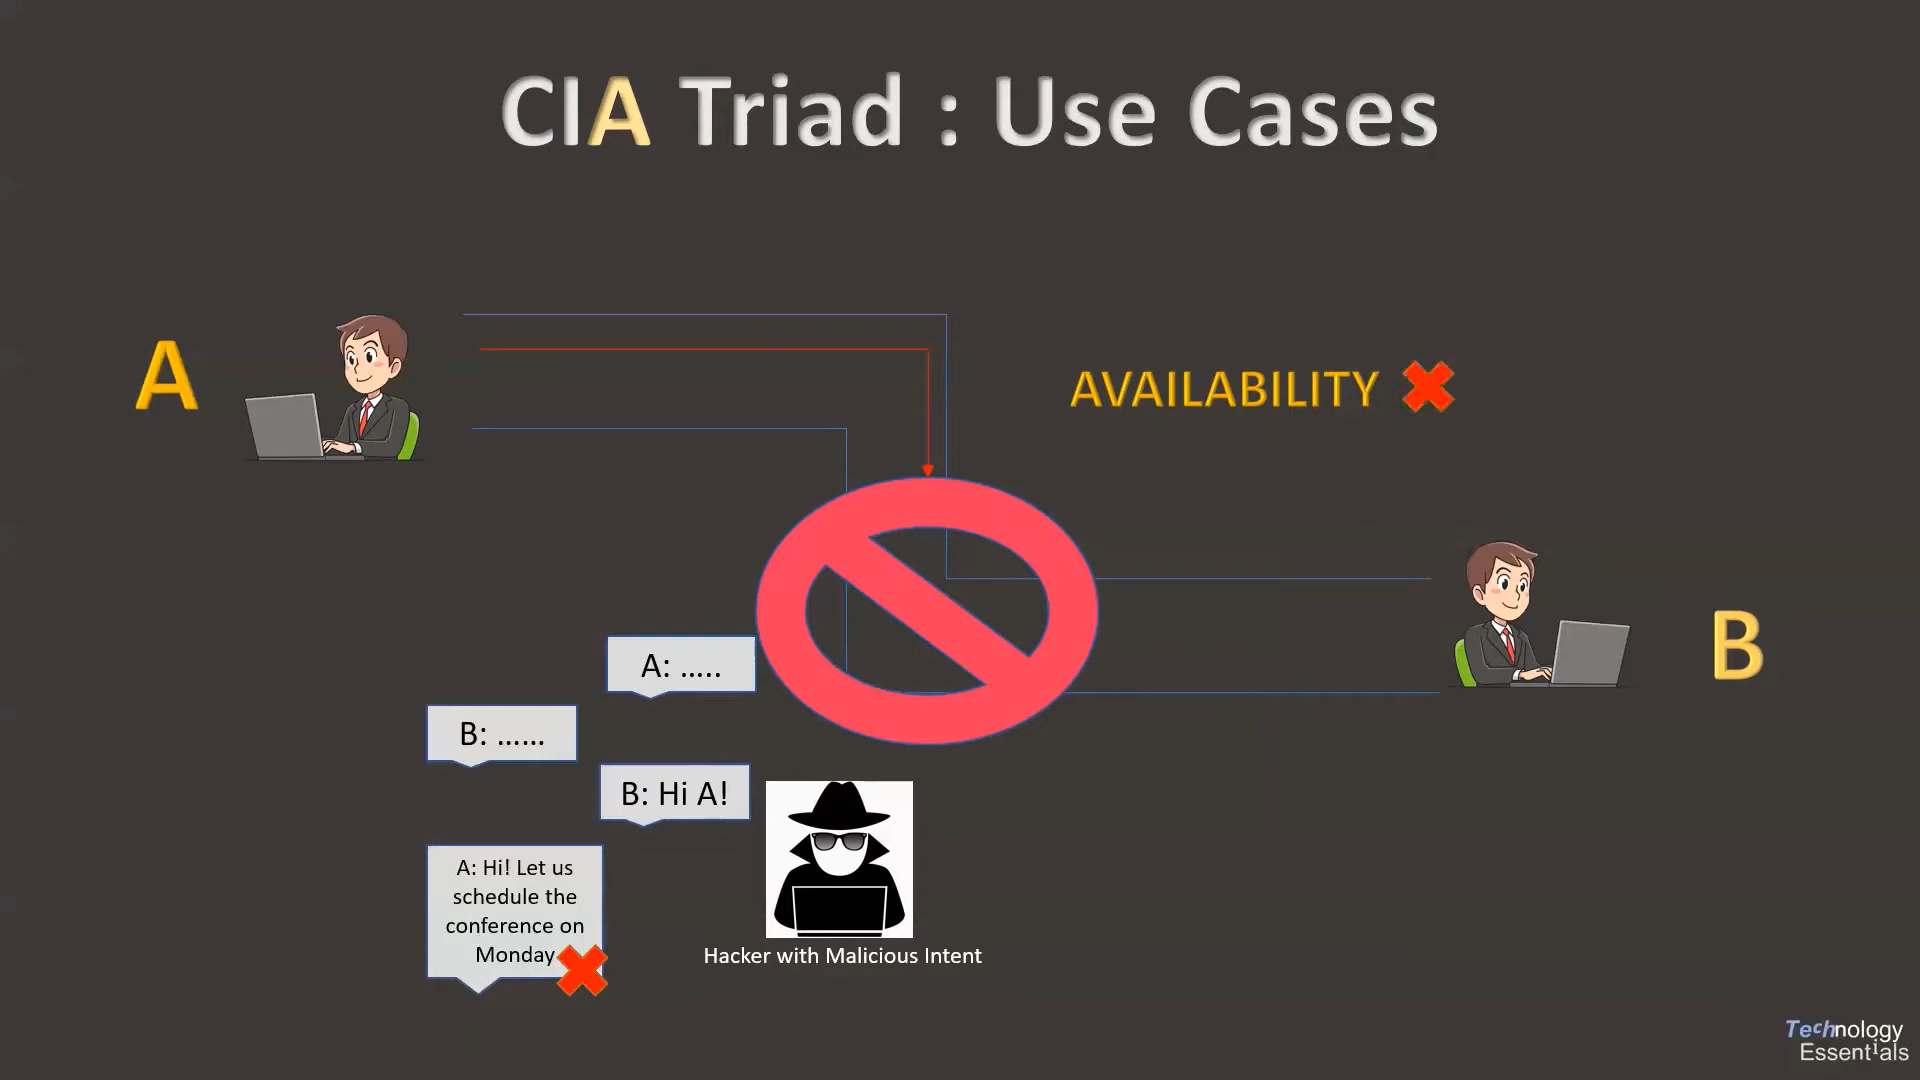 CIA Triad : Use Cases
A
AVAILABILITY
B
A: .....
B: ......
B: Hi A!
A: Hi! Let us
schedule the
conference on
Monday
Hacker with Malicious Intent
Technology
Essentials